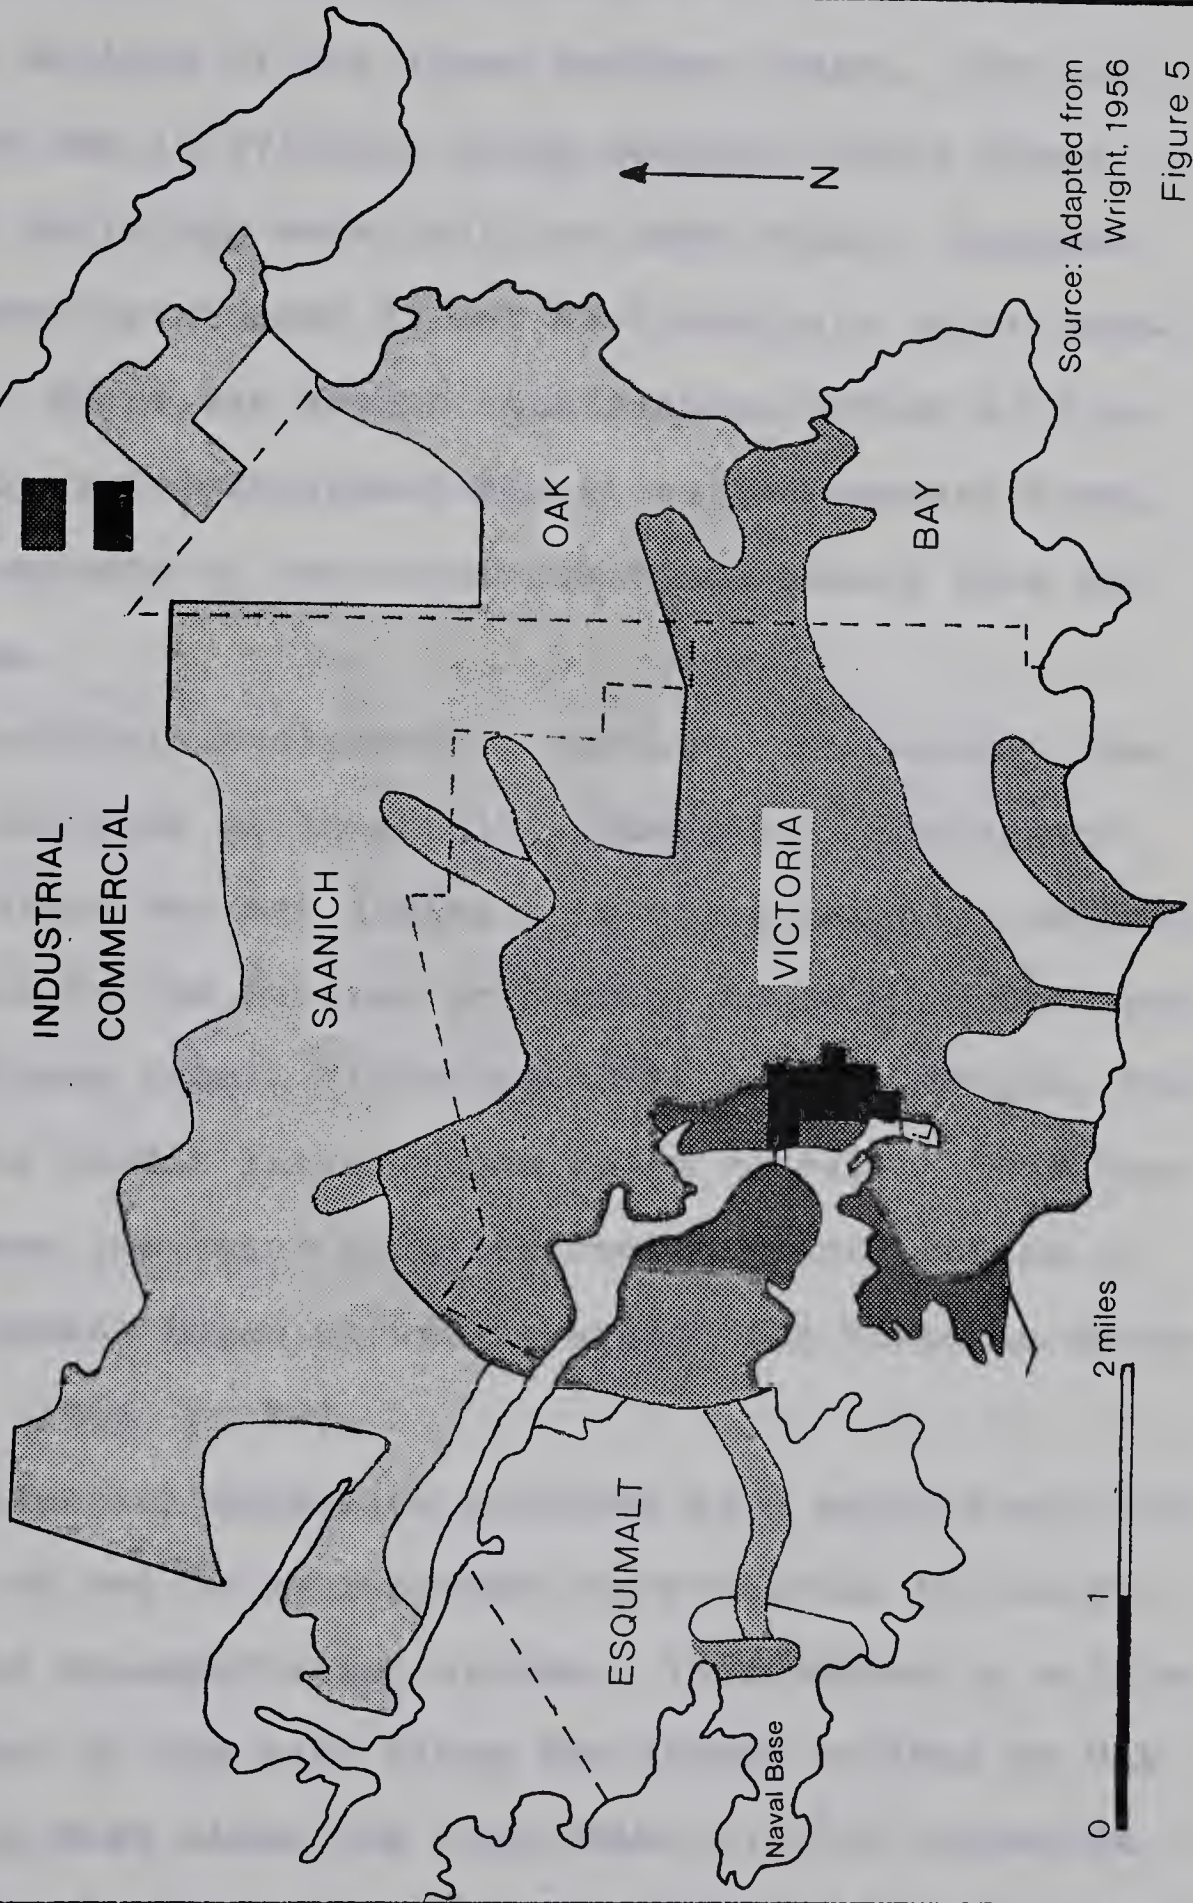 INDUSTRIAL
COMMERCIAL
SAANICH
OAK
BAY
VICTORIA
ESQUIMALT
Naval Base
N
0 1 2 miles
Source: Adapted from
Wright, 1956
Figure 5